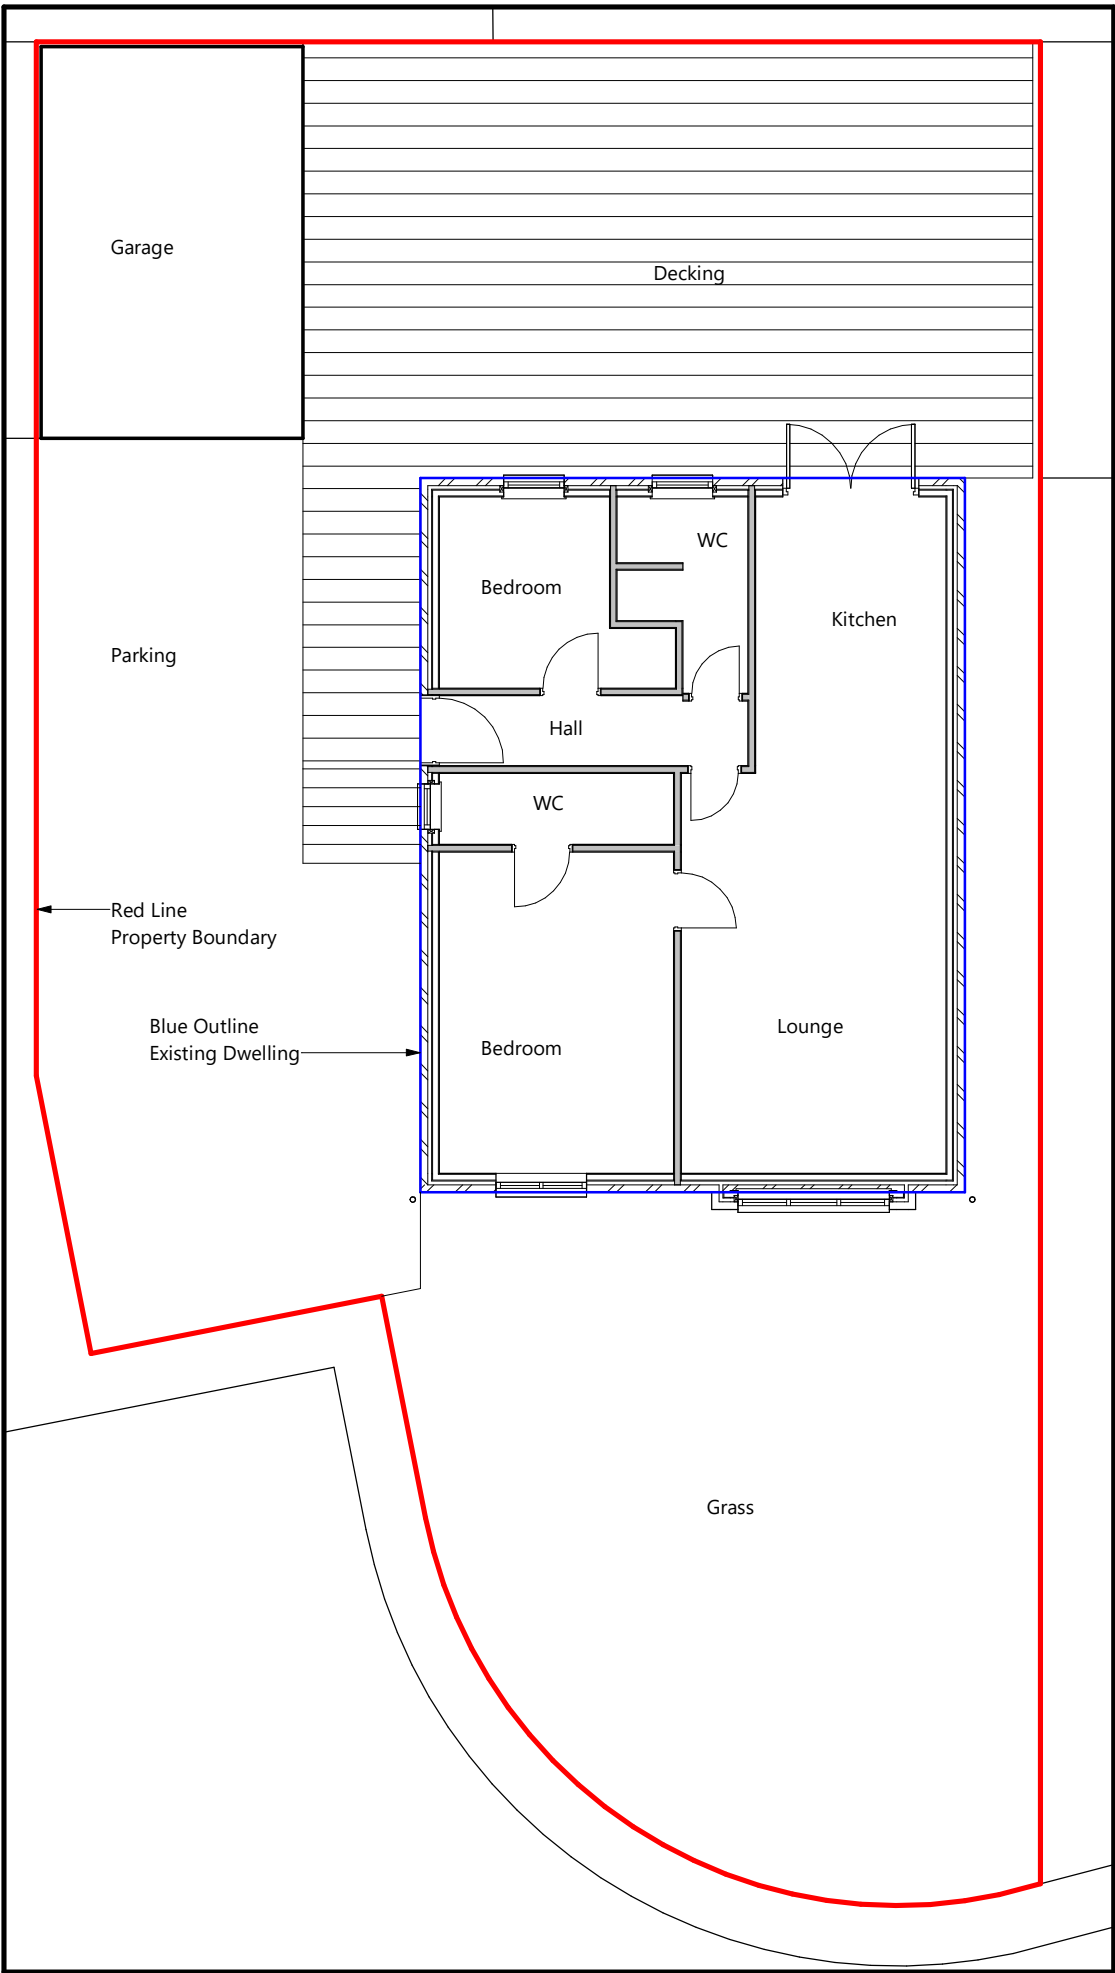 Garage
Decking
WC
Bedroom
Kitchen
Parking
Hall
WC
Red Line
Property Boundary
Blue Outline
Existing Dwelling
Bedroom
Lounge
Grass